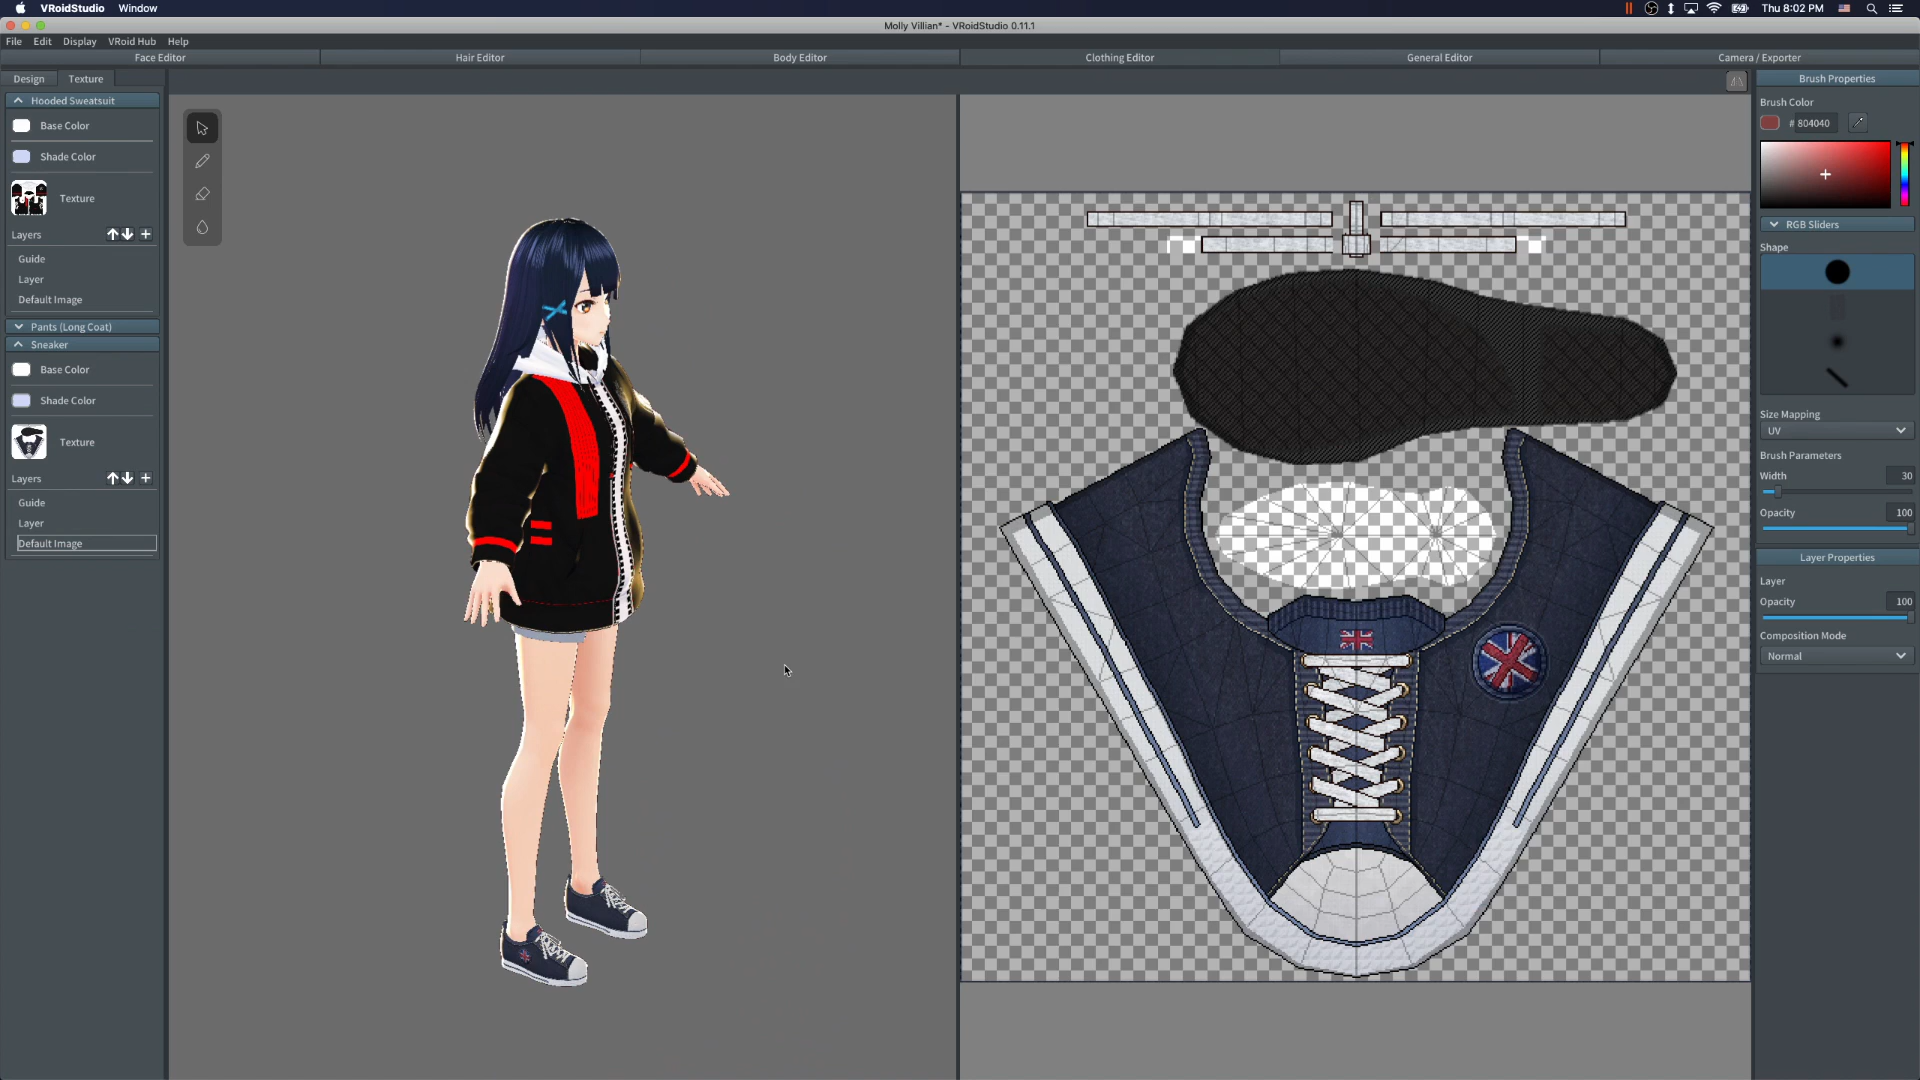 VRoidStudio Window Thu 8:02 PM
Molly Villian* - VRoidStudio 0.11.1
File Edit Display VRoid Hub Help
Face Editor Hair Editor Body Editor Clothing Editor General Editor Camera / Exporter
Design Texture
Hooded Sweatsuit
Base Color
Shade Color
Texture
Layers
Guide
Layer
Default Image
Pants (Long Coat)
Sneaker
Base Color
Shade Color
Texture
Layers
Guide
Layer
Default Image
Brush Properties
Brush Color
# 804040
RGB Sliders
Shape
Size Mapping
UV
Brush Parameters
Width 30
Opacity 100
Layer Properties
Layer
Opacity 100
Composition Mode
Normal